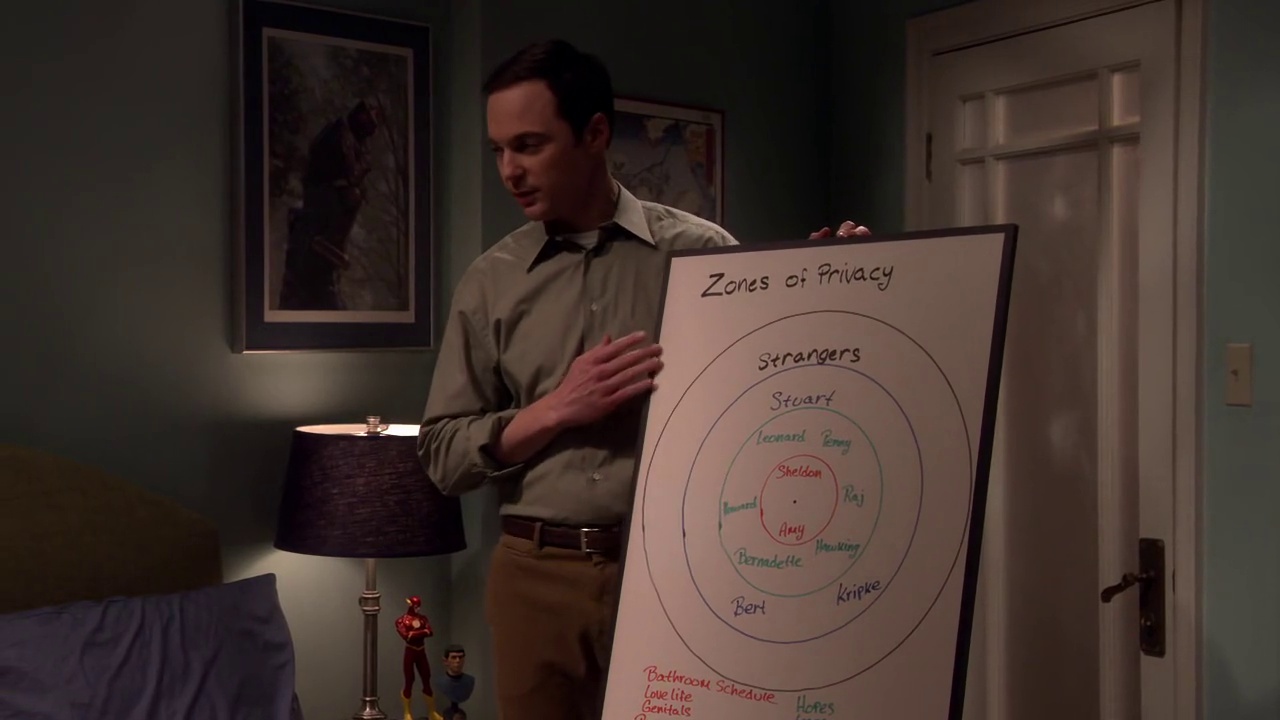 Zones of Privacy
Strangers
Stuart
Leonard Penny
Sheldon
Howard Raj
Amy
Hawking
Bernadette
Kripke
Bert
Bathroom Schedule
Love life
Hopes
Genitals